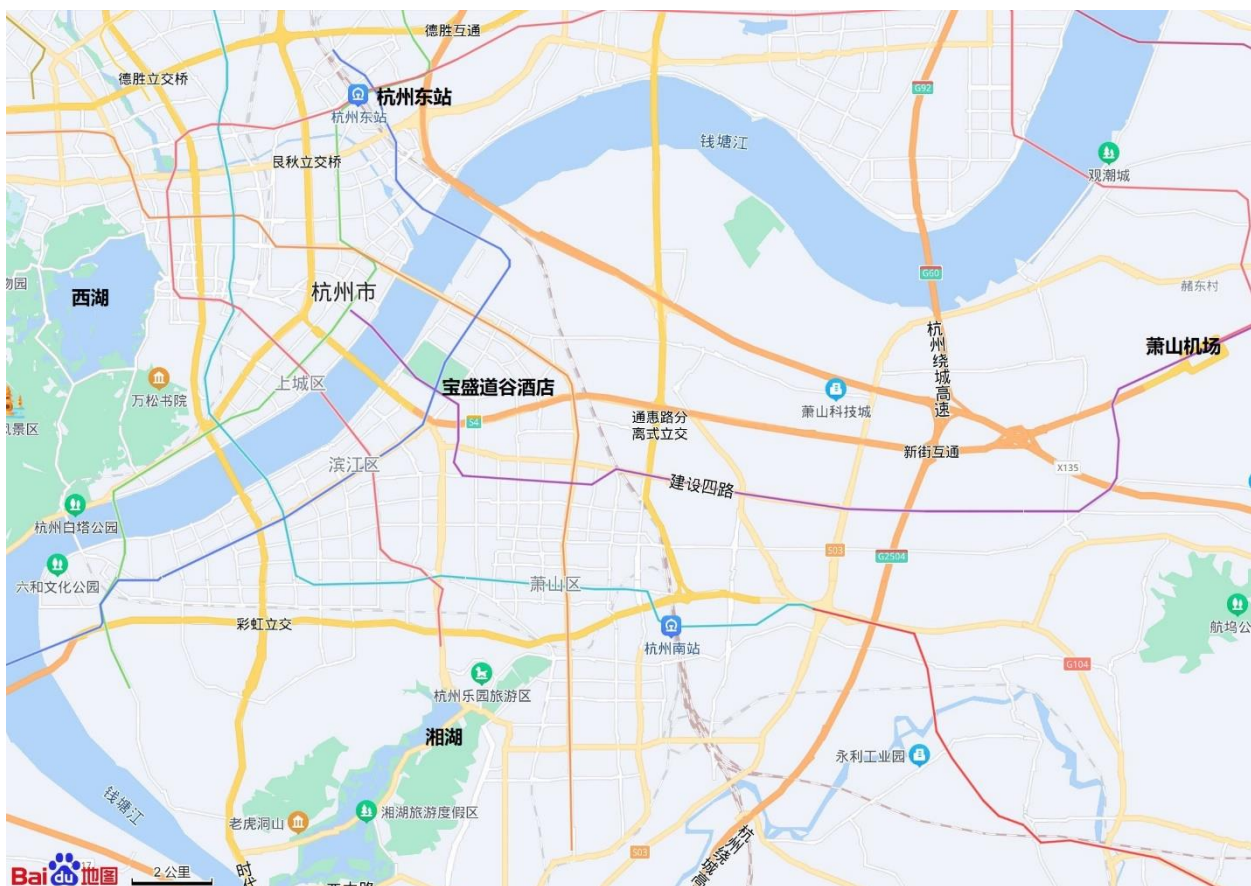 德胜互通
德胜立交桥
杭州东站
杭州东站
G92
钱塘江
艮秋立交桥
观潮城
物园
G60
赭东村
西湖
杭州市
杭州绕城高速
萧山机场
万松书院
上城区
宝盛道谷酒店
萧山科技城
风景区
S4
通惠路分
离式立交
新街互通
滨江区
X135
建设四路
杭州白塔公园
S03
G2504
六和文化公园
萧山区
航坞公
彩虹立交
杭州南站
G104
杭州乐园旅游区
湘湖
永利工业园
钱塘江
湘湖旅游度假区
老虎洞山
杭州绕城高
S03
Bai du 地图
17
2 公里